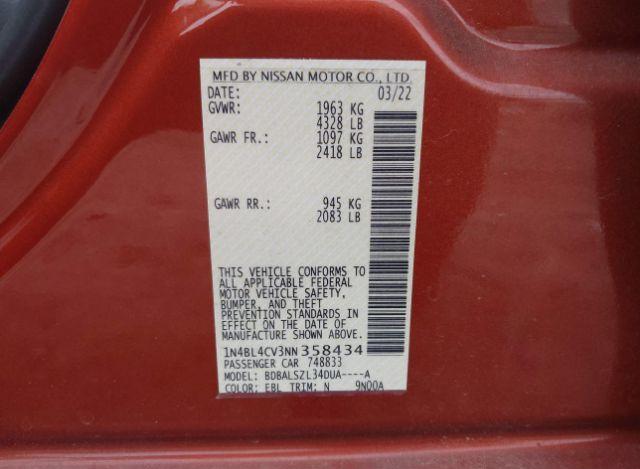 MFD BY NISSAN MOTOR CO., LTD.
DATE: 03/22
GVWR: 1963 KG
4328 LB
GAWR FR.: 1097 KG
2418 LB
GAWR RR.: 945 KG
2083 LB
THIS VEHICLE CONFORMS TO
ALL APPLICABLE FEDERAL
MOTOR VEHICLE SAFETY,
BUMPER, AND THEFT
PREVENTION STANDARDS IN
EFFECT ON THE DATE OF
MANUFACTURE SHOWN ABOVE.
1N4BL4CV3NN358434
PASSENGER CAR 748833
MODEL: BDBALSZL34DUA----A
COLOR: EBL TRIM: N 9N00A